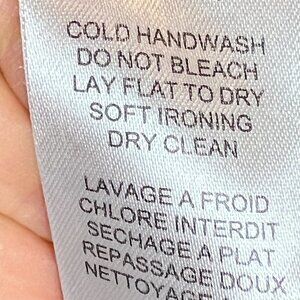 COLD HANDWASH
DO NOT BLEACH
LAY FLAT TO DRY
SOFT IRONING
DRY CLEAN
LAVAGE A FROID
CHLORE INTERDIT
SECHAGE A PLAT
REPASSAGE DOUX
NETTOYAGE